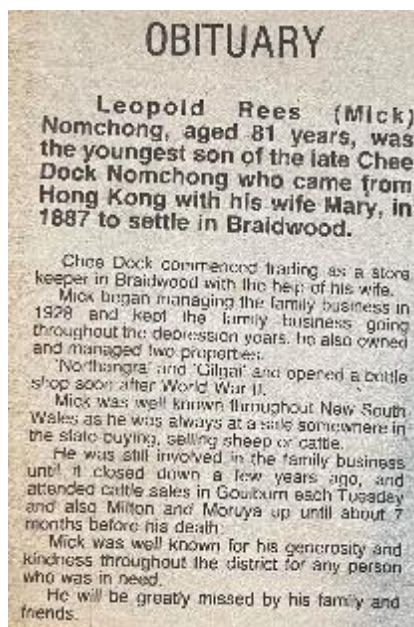 OBITUARY
Leopold Rees (Mick)
Nomchong, aged 81 years, was
the youngest son of the late Chee
Dock Nomchong who came from
Hong Kong with his wife Mary, in
1887 to settle in Braidwood.
Chee Dock commenced trading as a store
keeper in Braidwood with the help of his wife.
Mick began managing the family business in
1928 and kept the family business going
throughout the depression years. he also owned
and managed two properties.
'Northangra' and 'Gilgai' and opened a bottle
shop soon after World War II.
Mick was well known throughout New South
Wales as he was always at a sale somewhere in
the state buying, selling sheep or cattle.
He was still involved in the family business
until it closed down a few years ago, and
attended cattle sales in Goulburn each Tuesday
and also Milton and Moruya up until about 7
months before his death.
Mick was well known for his generosity and
kindness throughout the district for any person
who was in need.
He will be greatly missed by his family and
friends.